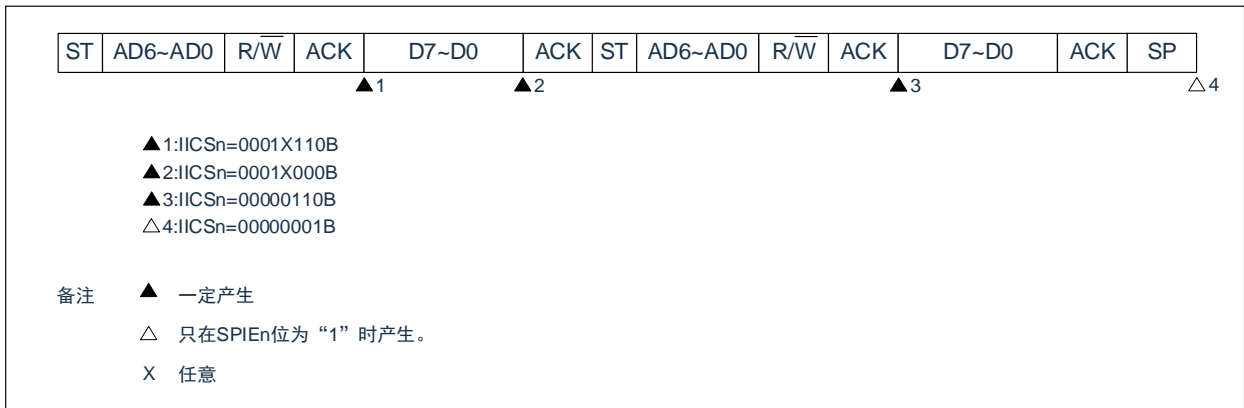 ST AD6~AD0 R/W ACK D7~D0 ACK ST AD6~AD0 R/W ACK D7~D0 ACK SP
▲1 ▲2 ▲3 △4
▲1:IICSn=0001X110B
▲2:IICSn=0001X000B
▲3:IICSn=00000110B
△4:IICSn=00000001B
备注 ▲ 一定产生
△ 只在SPIEn位为“1”时产生。
X 任意